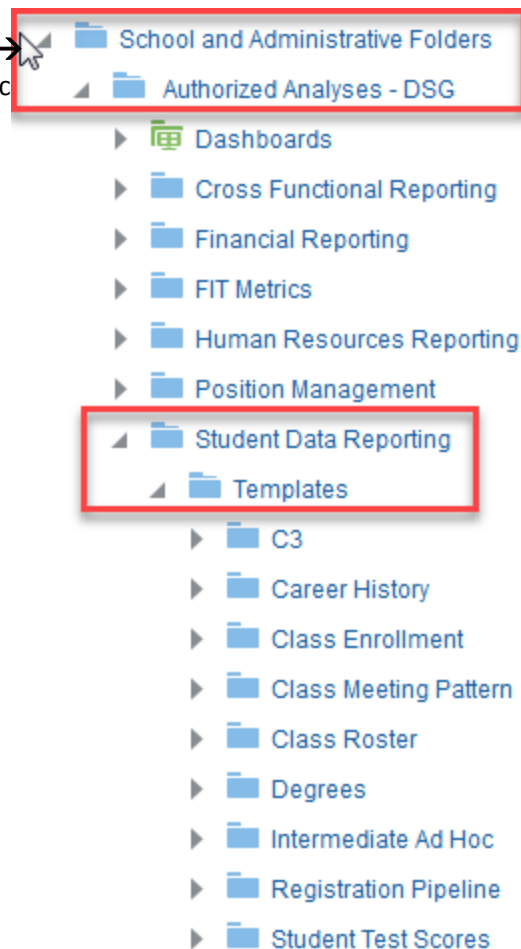 School and Administrative Folders
c
Authorized Analyses - DSG
Dashboards
Cross Functional Reporting
Financial Reporting
FIT Metrics
Human Resources Reporting
Position Management
Student Data Reporting
Templates
C3
Career History
Class Enrollment
Class Meeting Pattern
Class Roster
Degrees
Intermediate Ad Hoc
Registration Pipeline
Student Test Scores